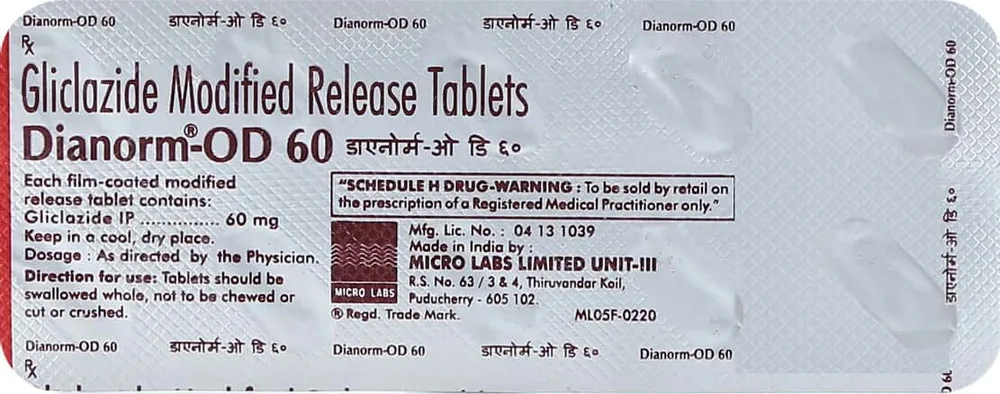 Dianorm-OD 60 डाएनोर्म-ओ डि ६० Dianorm-OD 60 डाएनोर्म-ओ डि ६० Dianorm-OD 60
Rx
Gliclazide Modified Release Tablets
Dianorm®-OD 60 डाएनोर्म-ओ डि ६०
Each film-coated modified
release tablet contains:
Gliclazide IP ............... 60 mg
Keep in a cool, dry place.
Dosage : As directed by the Physician.
Direction for use: Tablets should be
swallowed whole, not to be chewed or
cut or crushed.
"SCHEDULE H DRUG-WARNING : To be sold by retail on
the prescription of a Registered Medical Practitioner only."
MICRO LABS
Mfg. Lic. No. : 04 13 1039
Made in India by :
MICRO LABS LIMITED UNIT-III
R.S. No. 63 / 3 & 4, Thiruvandar Koil,
Puducherry - 605 102.
® Regd. Trade Mark. ML05F-0220
Dianorm-OD 60 डाएनोर्म-ओ डि ६० Dianorm-OD 60 डाएनोर्म-ओ डि ६० Dianorm-OD 60
Rx
Dianorm-OD 60
डाएनोर्म-ओ डि ६०